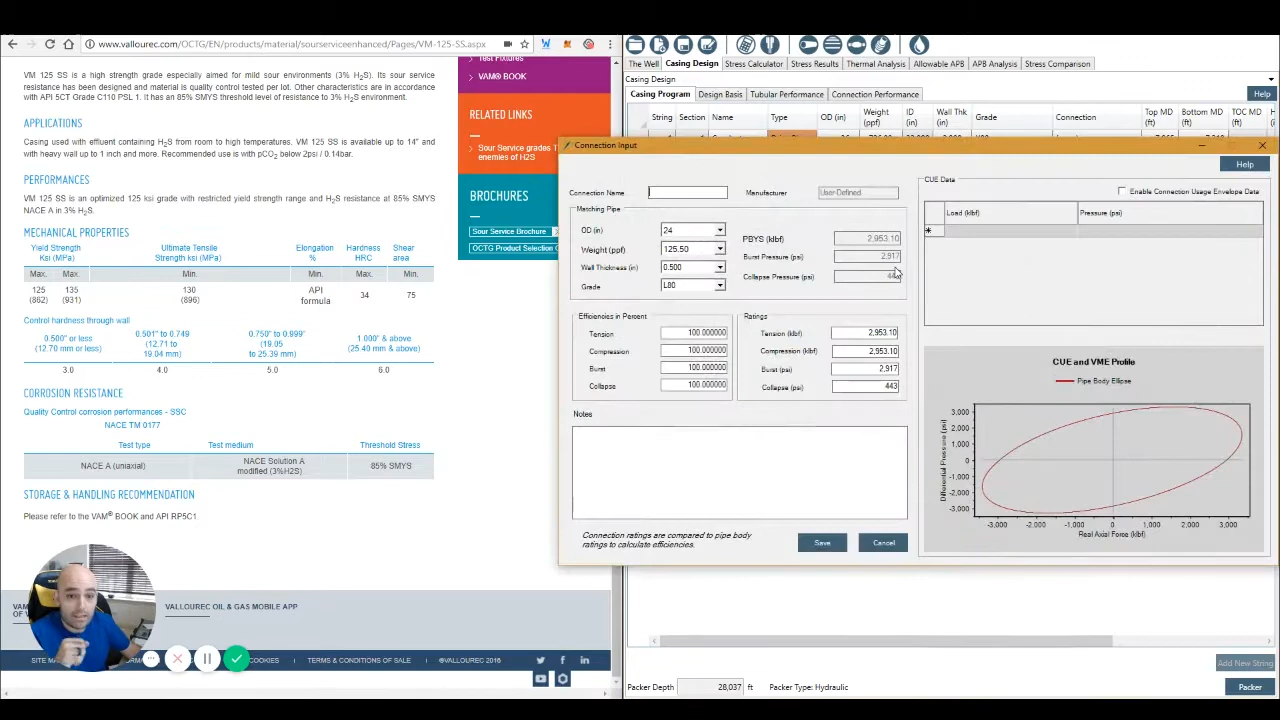 www.vallourec.com/OCTG/EN/products/material/sourserviceenhanced/Pages/VM-125-SS.aspx
VM 125 SS is a high strength grade especially aimed for mild sour environments (3% H2S). Its sour service
resistance has been designed and material is quality control tested per lot. Other characteristics are in accordance
with API 5CT Grade C110 PSL 1. It has an 85% SMYS threshold level of resistance to 3% H2S environment.
APPLICATIONS
Casing used with effluent containing H2S from room to high temperatures. VM 125 SS is available up to 14" and
with heavy wall up to 1 inch and more. Recommended use is with pCO2 below 2psi / 0.14bar.
PERFORMANCES
VM 125 SS is an optimized 125 ksi grade with restricted yield strength range and H2S resistance at 85% SMYS
NACE A in 3% H2S.
MECHANICAL PROPERTIES
Yield Strength Ksi (MPa) Ultimate Tensile Strength ksi (MPa) Elongation % Hardness HRC Shear area
Max. Max. Min. Min. Max. Min.
125 (862) 135 (931) 130 (896) API formula 34 75
Control hardness through wall
0.500" or less (12.70 mm or less) 0.501" to 0.749 (12.71 to 19.04 mm) 0.750" to 0.999" (19.05 to 25.39 mm) 1.000" & above (25.40 mm & above)
3.0 4.0 5.0 6.0
CORROSION RESISTANCE
Quality Control corrosion performances - SSC
NACE TM 0177
Test type Test medium Threshold Stress
NACE A (uniaxial) NACE Solution A modified (3%H2S) 85% SMYS
STORAGE & HANDLING RECOMMENDATION
Please refer to the VAM® BOOK and API RP5C1.
Test Fixtures
VAM® BOOK
RELATED LINKS
Sour Service grades
enemies of H2S
BROCHURES
Sour Service Brochure
OCTG Product Selection
VALLOUREC OIL & GAS MOBILE APP
COOKIES | TERMS & CONDITIONS OF SALE | ®VALLOUREC 2016
The Well Casing Design Stress Calculator Stress Results Thermal Analysis Allowable APB APB Analysis Stress Comparison
Casing Design
Casing Program Design Basis Tubular Performance Connection Performance Help
String Section Name Type OD (in) Weight (ppf) ID (in) Wall Thk (in) Grade Connection Top MD (ft) Bottom MD (ft) TOC MD (ft)
Connection Input
Help
Connection Name Manufacturer User-Defined
Matching Pipe
OD (in) 24
Weight (ppf) 125.50
Wall Thickness (in) 0.500
Grade L80
PBYS (klbf) 2,953.10
Burst Pressure (psi) 2,917
Collapse Pressure (psi)
Efficiencies in Percent
Tension 100.000000
Compression 100.000000
Burst 100.000000
Collapse 100.000000
Ratings
Tension (klbf) 2,953.10
Compression (klbf) 2,953.10
Burst (psi) 2,917
Collapse (psi) 443
Notes
Connection ratings are compared to pipe body
ratings to calculate efficiencies.
Save Cancel
CUE Data
Enable Connection Usage Envelope Data
Load (klbf) Pressure (psi)
CUE and VME Profile
Pipe Body Ellipse
Differential Pressure (psi)
3,000
2,000
1,000
0
-1,000
-2,000
-3,000
-3,000 -2,000 -1,000 0 1,000 2,000 3,000
Real Axial Force (klbf)
Add New String
Packer Depth 28,037 ft Packer Type: Hydraulic
Packer